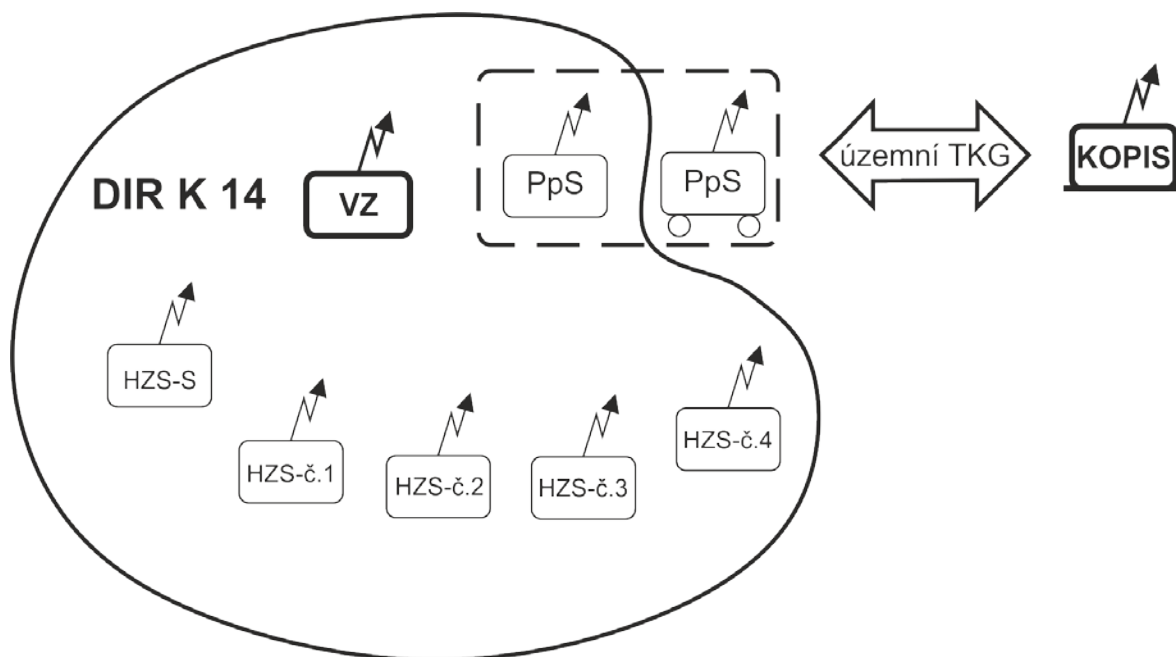 DIR K 14
VZ
PpS
PpS
územní TKG
KOPIS
HZS-S
HZS-č.1
HZS-č.2
HZS-č.3
HZS-č.4